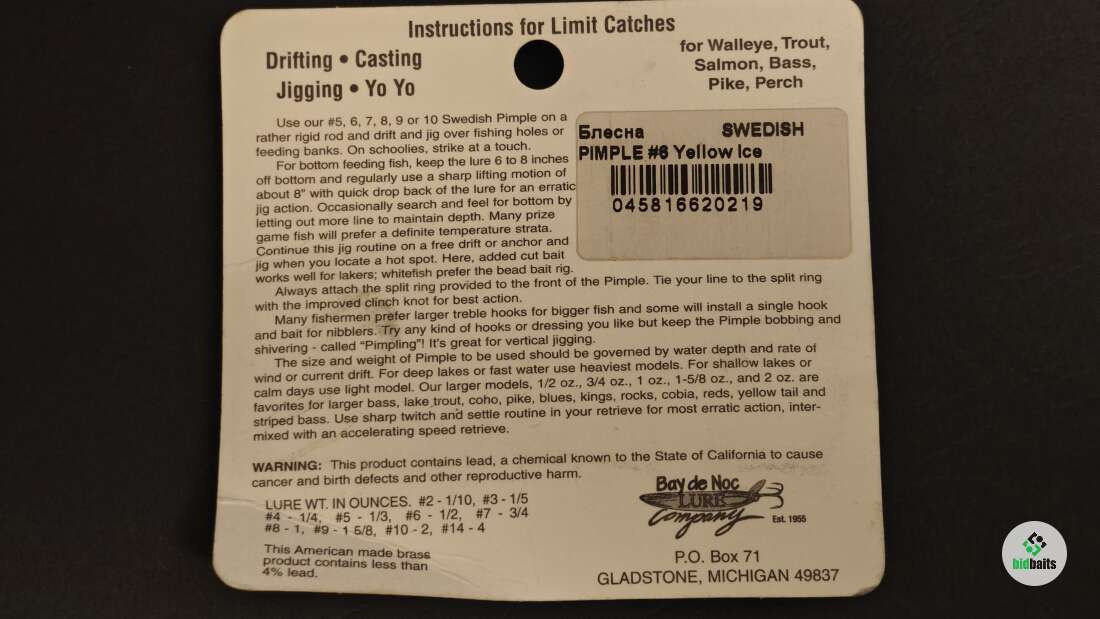 Instructions for Limit Catches
Drifting • Casting
Jigging • Yo Yo
for Walleye, Trout,
Salmon, Bass,
Pike, Perch
Use our #5, 6, 7, 8, 9 or 10 Swedish Pimple on a
rather rigid rod and drift and jig over fishing holes or
feeding banks. On schoolies, strike at a touch.
For bottom feeding fish, keep the lure 6 to 8 inches
off bottom and regularly use a sharp lifting motion of
about 8" with quick drop back of the lure for an erratic
jig action. Occasionally search and feel for bottom by
letting out more line to maintain depth. Many prize
game fish will prefer a definite temperature strata.
Continue this jig routine on a free drift or anchor and
jig when you locate a hot spot. Here, added cut bait
works well for lakers; whitefish prefer the bead bait rig.
Блесна SWEDISH
PIMPLE #6 Yellow Ice
045816620219
Always attach the split ring provided to the front of the Pimple. Tie your line to the split ring
with the improved clinch knot for best action.
Many fishermen prefer larger treble hooks for bigger fish and some will install a single hook
and bait for nibblers. Try any kind of hooks or dressing you like but keep the Pimple bobbing and
shivering - called "Pimpling"! It's great for vertical jigging.
The size and weight of Pimple to be used should be governed by water depth and rate of
wind or current drift. For deep lakes or fast water use heaviest models. For shallow lakes or
calm days use light model. Our larger models, 1/2 oz., 3/4 oz., 1 oz., 1-5/8 oz., and 2 oz. are
favorites for larger bass, lake trout, coho, pike, blues, kings, rocks, cobia, reds, yellow tail and
striped bass. Use sharp twitch and settle routine in your retrieve for most erratic action, inter-
mixed with an accelerating speed retrieve.
WARNING: This product contains lead, a chemical known to the State of California to cause
cancer and birth defects and other reproductive harm.
LURE WT. IN OUNCES. #2 - 1/10, #3 - 1/5
#4 - 1/4, #5 - 1/3, #6 - 1/2, #7 - 3/4
#8 - 1, #9 - 1 5/8, #10 - 2, #14 - 4
This American made brass
product contains less than
4% lead.
Bay de Noc
LURE
Company
Est. 1955
P.O. Box 71
GLADSTONE, MICHIGAN 49837
bidbaits